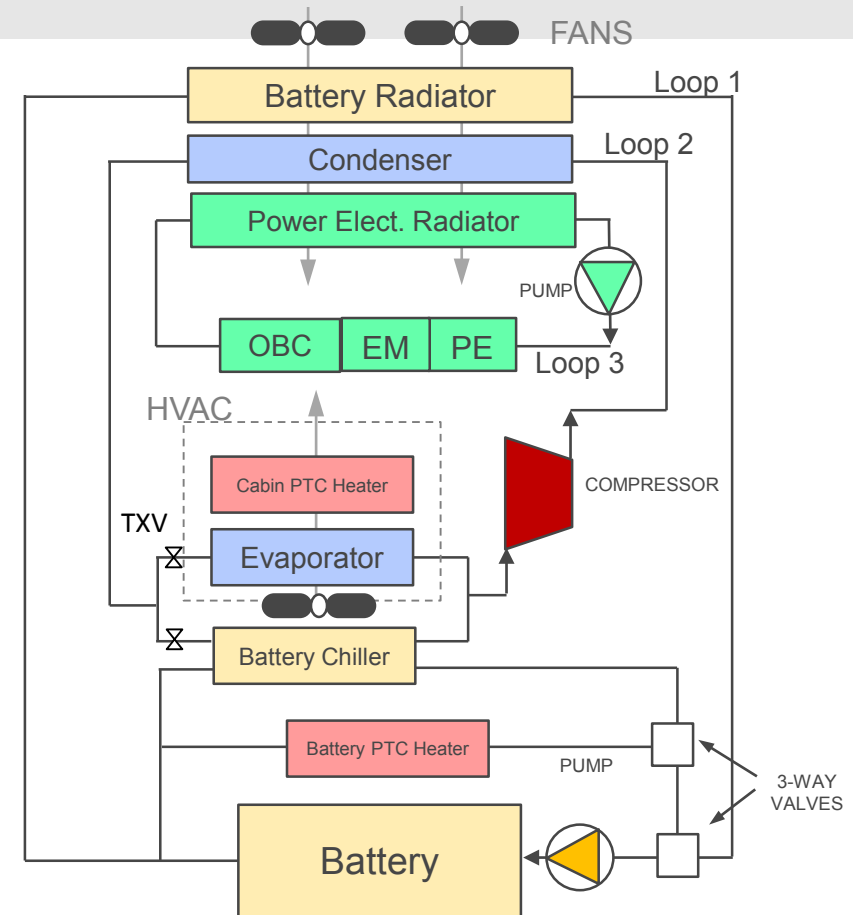 FANS
Battery Radiator
Loop 1
Condenser
Loop 2
Power Elect. Radiator
PUMP
OBC
EM
PE
Loop 3
HVAC
Cabin PTC Heater
COMPRESSOR
TXV
Evaporator
Battery Chiller
Battery PTC Heater
PUMP
3-WAY
VALVES
Battery